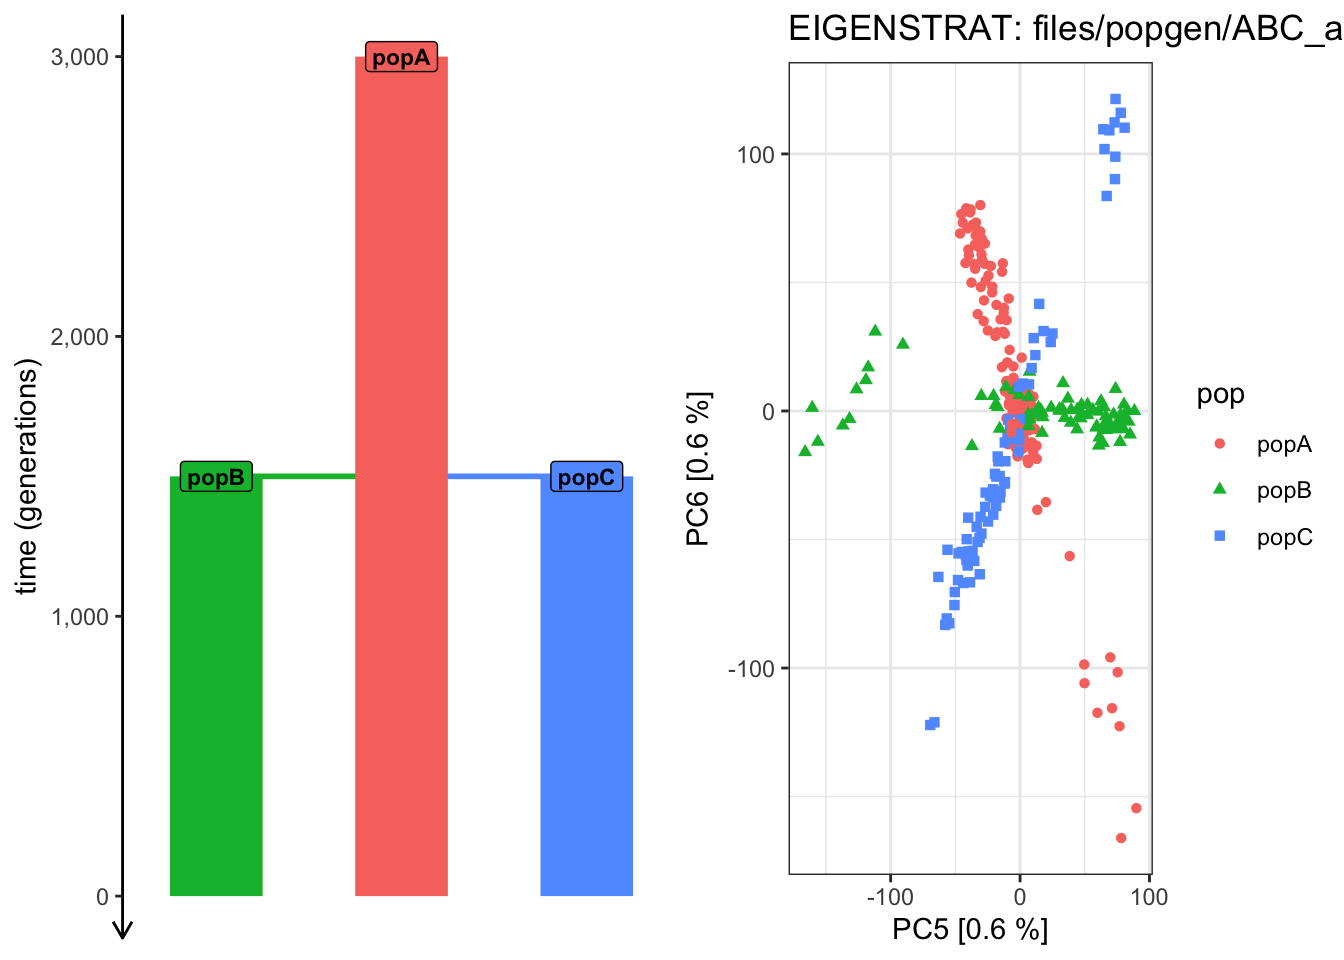 time (generations)
3,000
2,000
1,000
0
popA
popB
popC
EIGENSTRAT: files/popgen/ABC_a
PC6 [0.6 %]
100
0
-100
-100
0
100
PC5 [0.6 %]
pop
popA
popB
popC